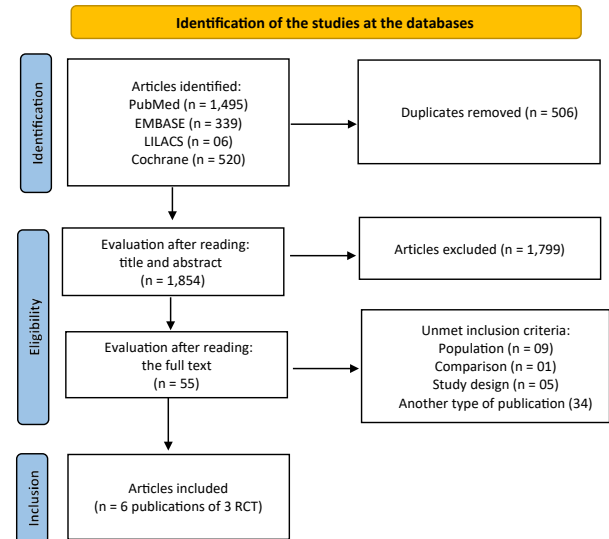 Identification of the studies at the databases
Identification
Articles identified:
PubMed (n = 1,495)
EMBASE (n = 339)
LILACS (n = 06)
Cochrane (n = 520)
Duplicates removed (n = 506)
Eligibility
Evaluation after reading:
title and abstract
(n = 1,854)
Articles excluded (n = 1,799)
Evaluation after reading:
the full text
(n = 55)
Unmet inclusion criteria:
Population (n = 09)
Comparison (n = 01)
Study design (n = 05)
Another type of publication (34)
Inclusion
Articles included
(n = 6 publications of 3 RCT)